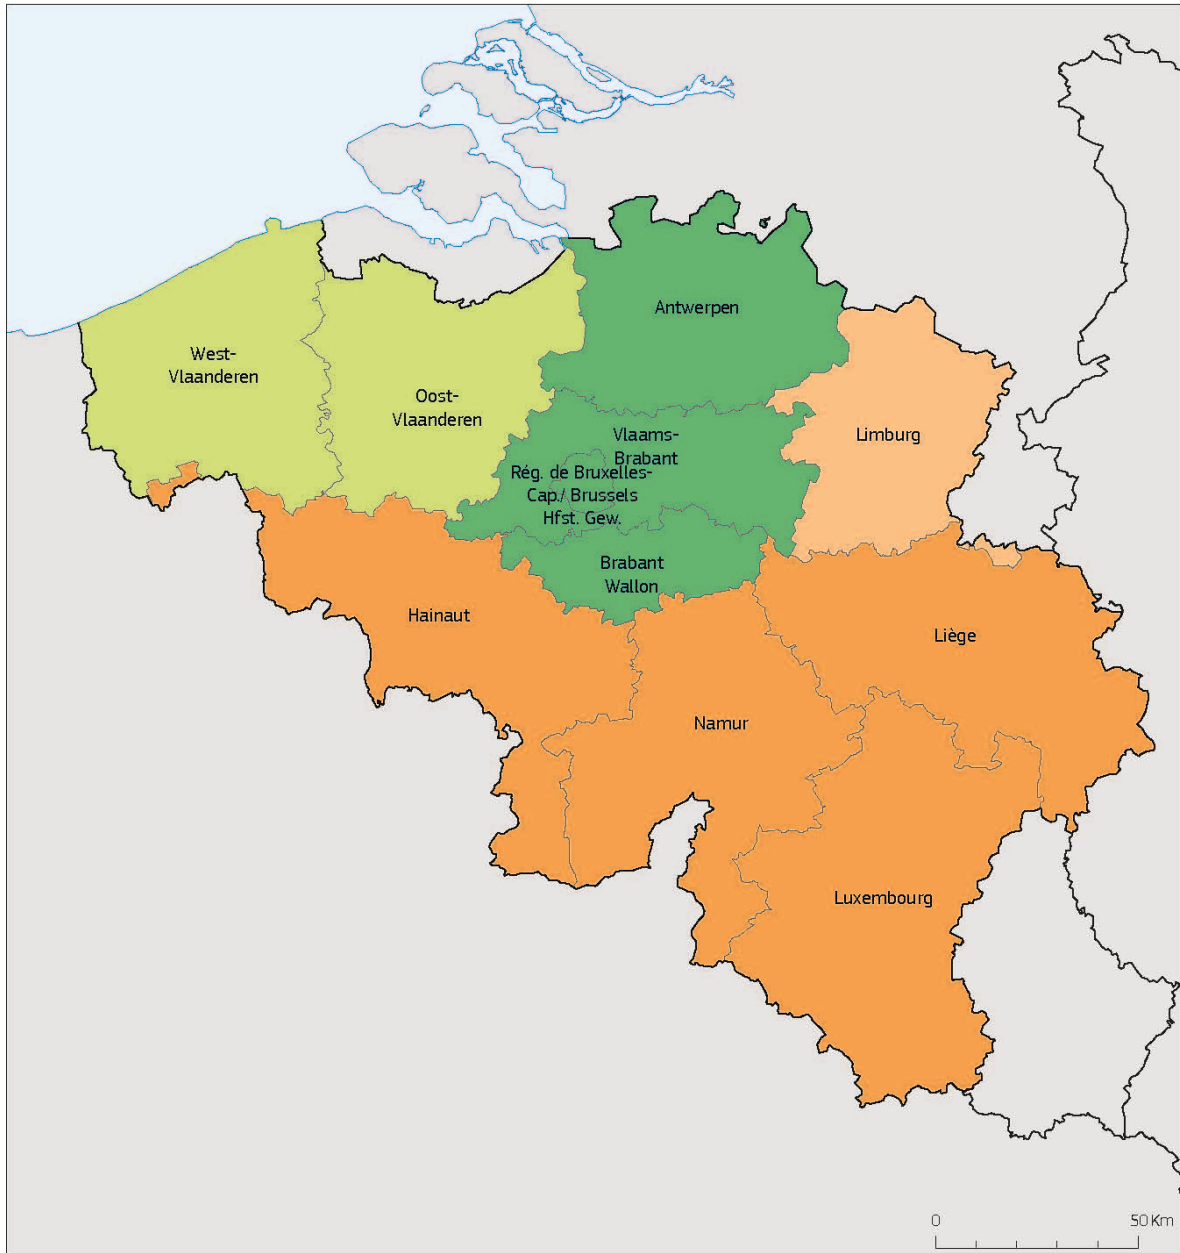 Antwerpen
West-
Vlaanderen
Oost-
Vlaanderen
Limburg
Vlaams-
Brabant
Rég. de Bruxelles-
Cap./ Brussels
Hfst. Gew.
Brabant
Wallon
Hainaut
Liège
Namur
Luxembourg
0 50 Km